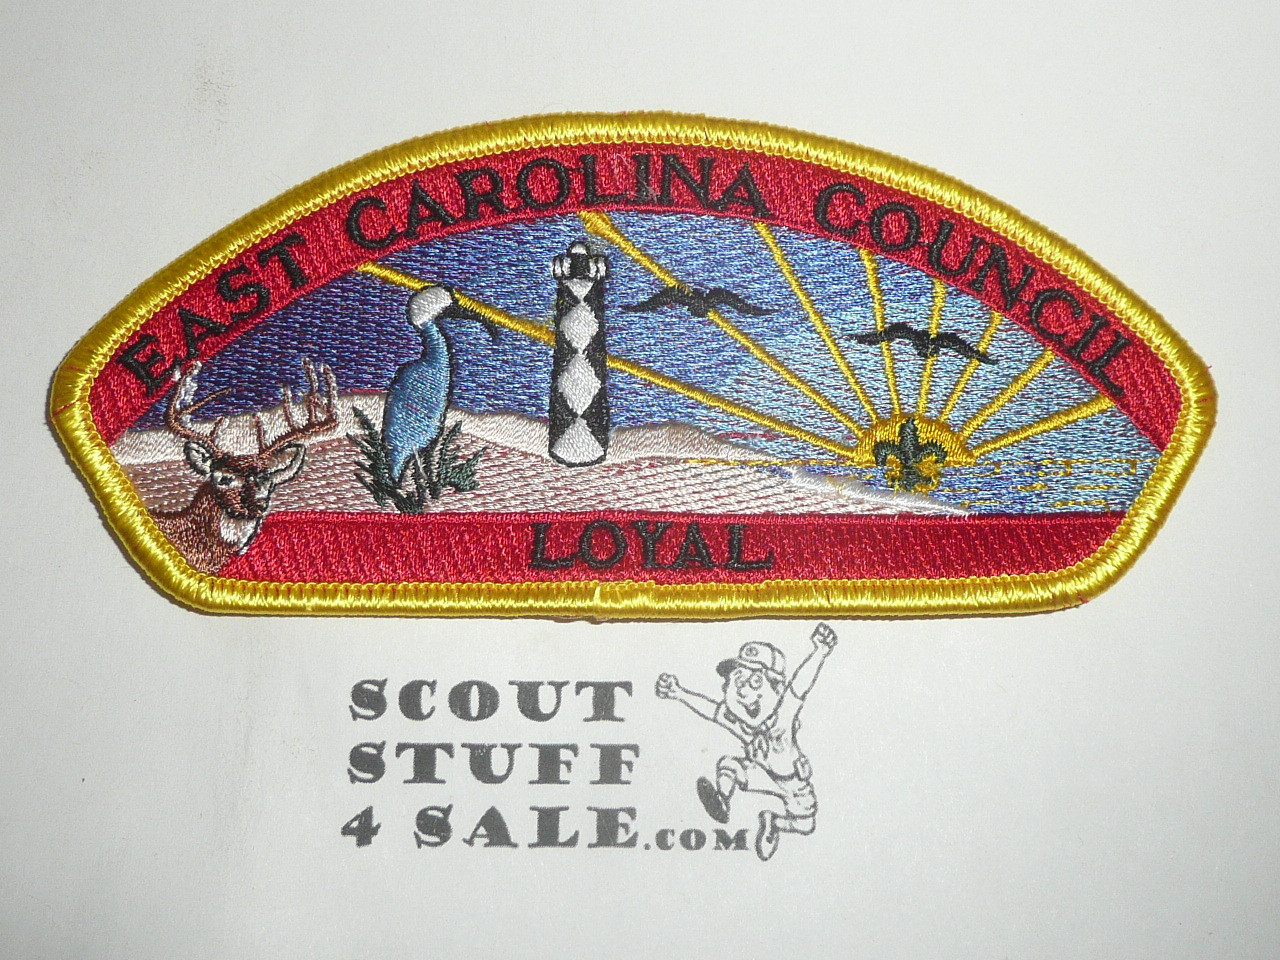 EAST CAROLINA COUNCIL
LOYAL
SCOUT
STUFF
4 SALE.COM